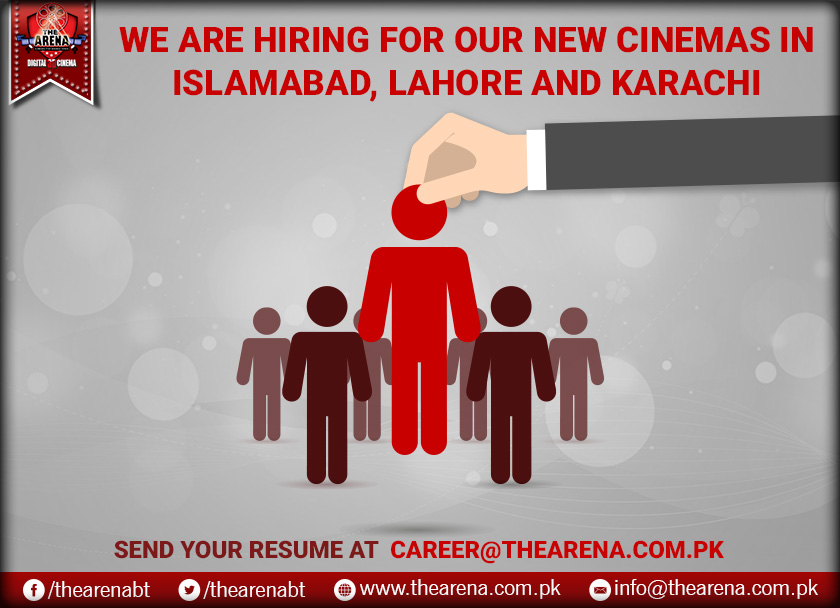 THE
ARENA
DIGITAL CINEMA
WE ARE HIRING FOR OUR NEW CINEMAS IN
ISLAMABAD, LAHORE AND KARACHI
SEND YOUR RESUME AT CAREER@THEARENA.COM.PK
/thearenabt /thearenabt www.thearena.com.pk info@thearena.com.pk